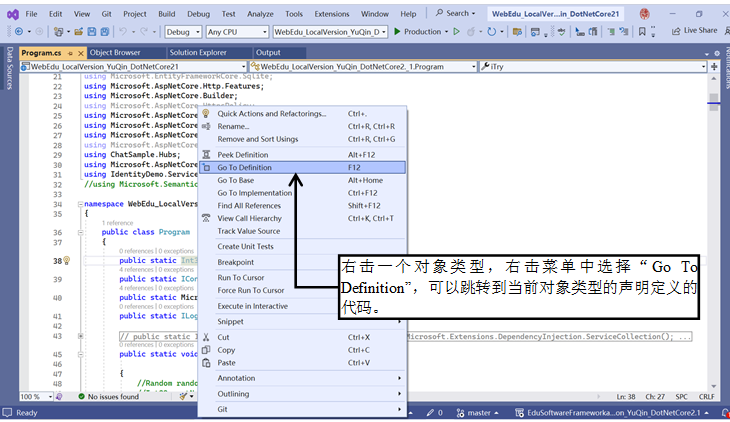 File Edit View Git Project Build Debug Test Analyze Tools Extensions Window Help Search WebEdu_LocalVer...in_DotNetCore21
Debug Any CPU WebEdu_LocalVersion_YuQin_D Production Live Share
Data Sources
Program.cs Object Browser Solution Explorer Output
WebEdu_LocalVersion_YuQin_DotNetCore21 WebEdu_LocalVersion_YuQin_DotNetCore2._1.Program iTry
21 using Microsoft.EntityFrameworkCore.Sqlite;
22 using Microsoft.AspNetCore.Http.Features;
23 using Microsoft.AspNetCore.Builder;
24 using Microsoft.AspNetCore.HttpsPolicy;
25 using Microsoft.AspNetCore
26 using Microsoft.AspNetCore
27 using Microsoft.AspNetCore
28 using Microsoft.AspNetCore
29 using ChatSample.Hubs;
30 using Microsoft.AspNetCore
31 using IdentityDemo.Service
32 //using Microsoft.Semantic
33
34 namespace WebEdu_LocalVers
35 {
1 reference
36 public class Program
37 {
0 references | 0 exceptions
38 public static Int3
4 references | 0 exceptions
39 public static ICon
4 references | 0 exceptions
40 public static Micr
0 references | 0 exceptions
41 public static ILog
42
43 // public static I Microsoft.Extensions.DependencyInjection.ServiceCollection(); ...
0 references | 0 exceptions
45 public static void
46
47 {
48 //Random rando
Quick Actions and Refactorings... Ctrl+.
Rename... Ctrl+R, Ctrl+R
Remove and Sort Usings Ctrl+R, Ctrl+G
Peek Definition Alt+F12
Go To Definition F12
Go To Base Alt+Home
Go To Implementation Ctrl+F12
Find All References Shift+F12
View Call Hierarchy Ctrl+K, Ctrl+T
Track Value Source
Create Unit Tests
Breakpoint
Run To Cursor
Force Run To Cursor
Execute in Interactive
Snippet
Cut Ctrl+X
Copy Ctrl+C
Paste Ctrl+V
Annotation
Outlining
Git
右击一个对象类型，右击菜单中选择“Go To
Definition”，可以跳转到当前对象类型的声明定义的
代码。
100 % No issues found Ln: 38 Ch: 27 SPC CRLF
Ready 0 / 0 master EduSoftwareFrameworka...on_YuQin_DotNetCore2.1